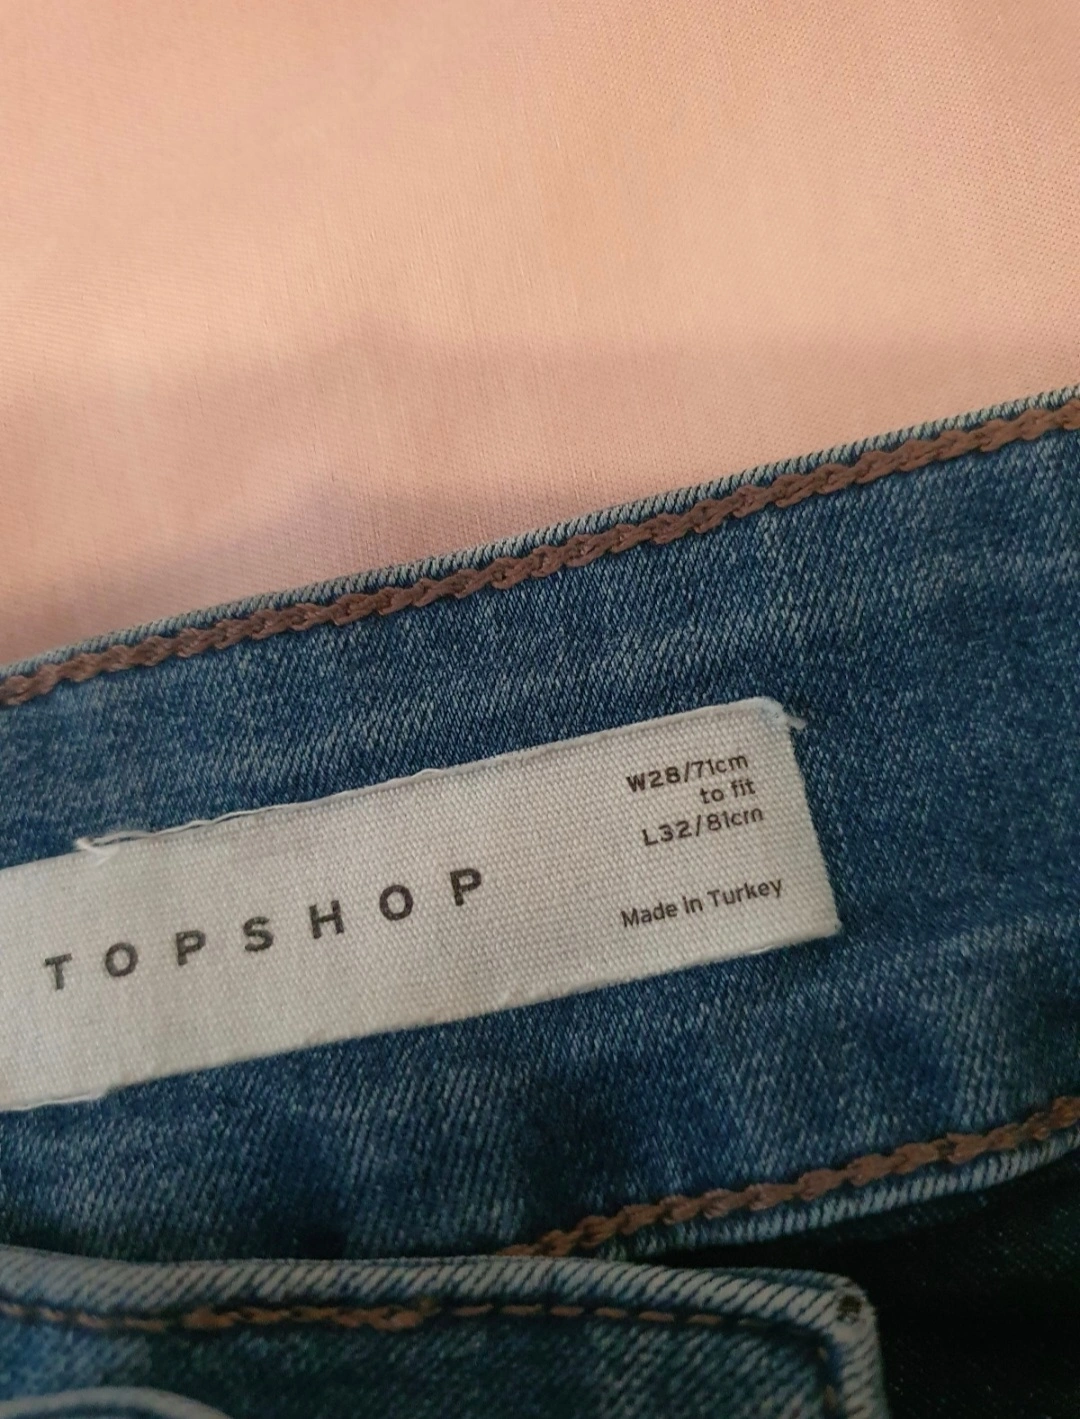 TOPSHOP
W28/71cm
to fit
L32/81cm
Made in Turkey